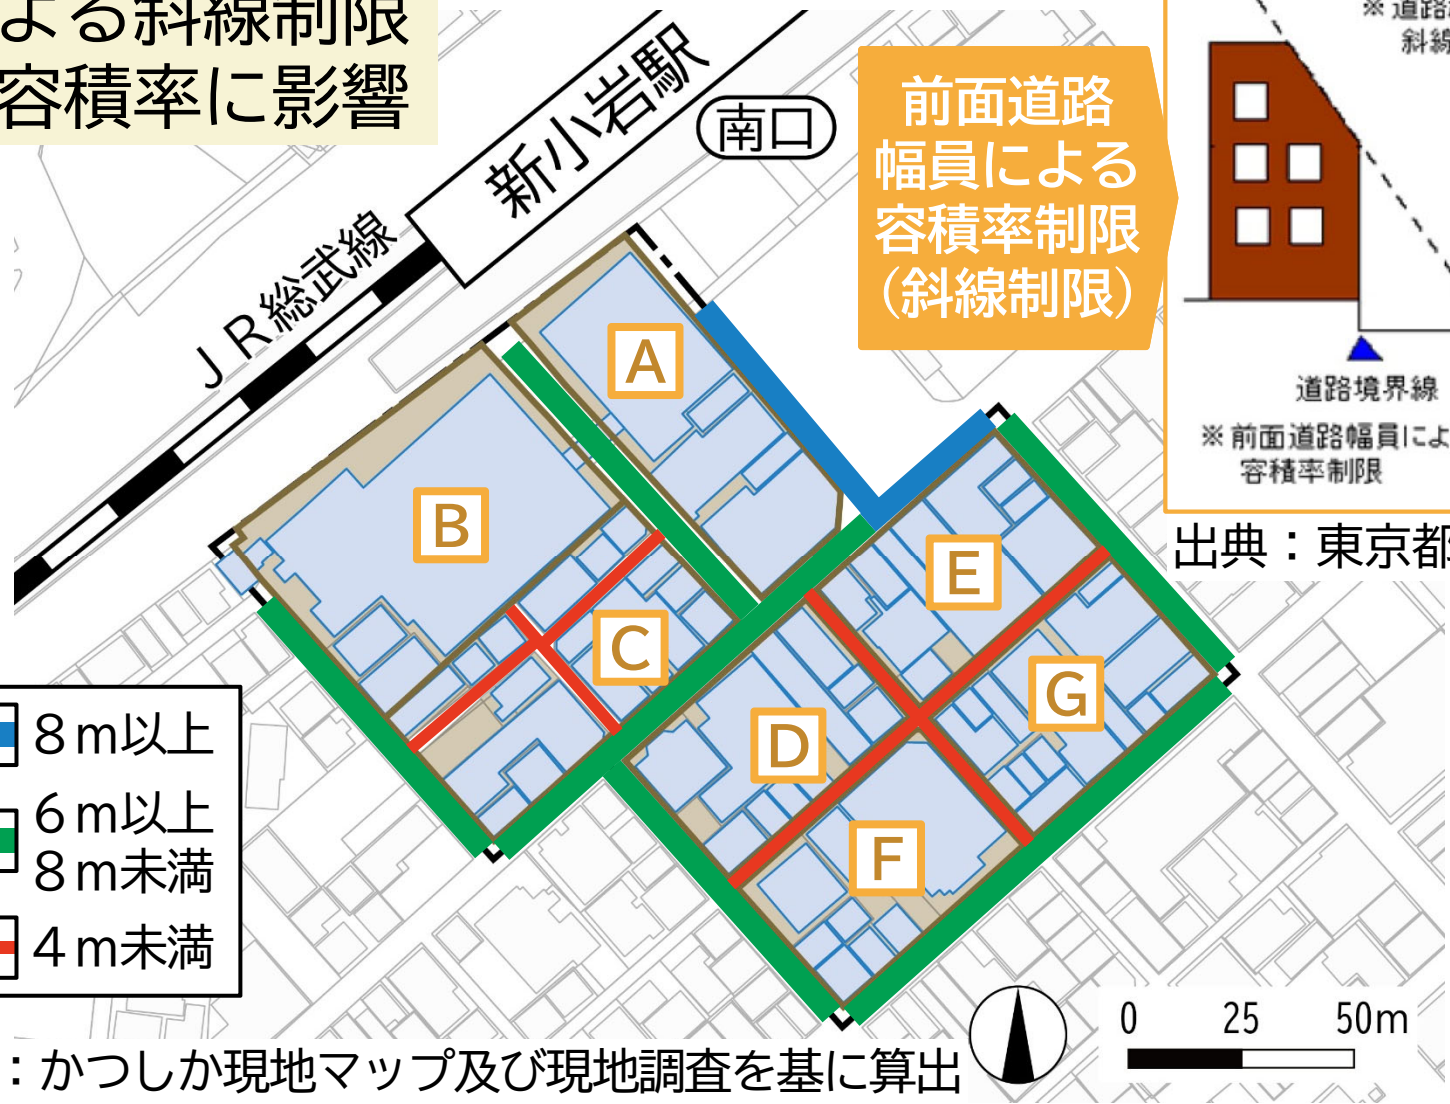 よる斜線制限
容積率に影響
新小岩駅
南口
JR総武線
前面道路
幅員による
容積率制限
（斜線制限）
※道路
斜線
道路境界線
※前面道路幅員によ
容積率制限
出典：東京都
A
B
C
D
E
F
G
8m以上
6m以上
8m未満
4m未満
0 25 50m
：かつしか現地マップ及び現地調査を基に算出